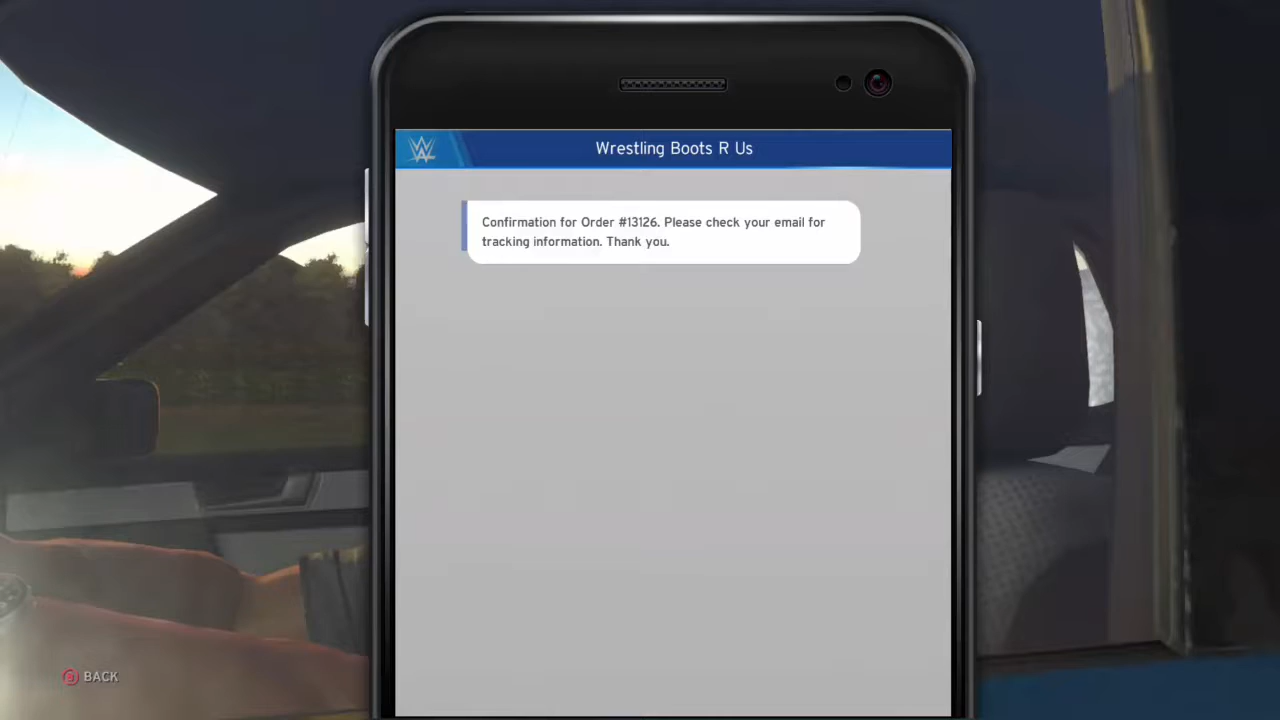 Wrestling Boots R Us
Confirmation for Order #13126. Please check your email for
tracking information. Thank you.
BACK